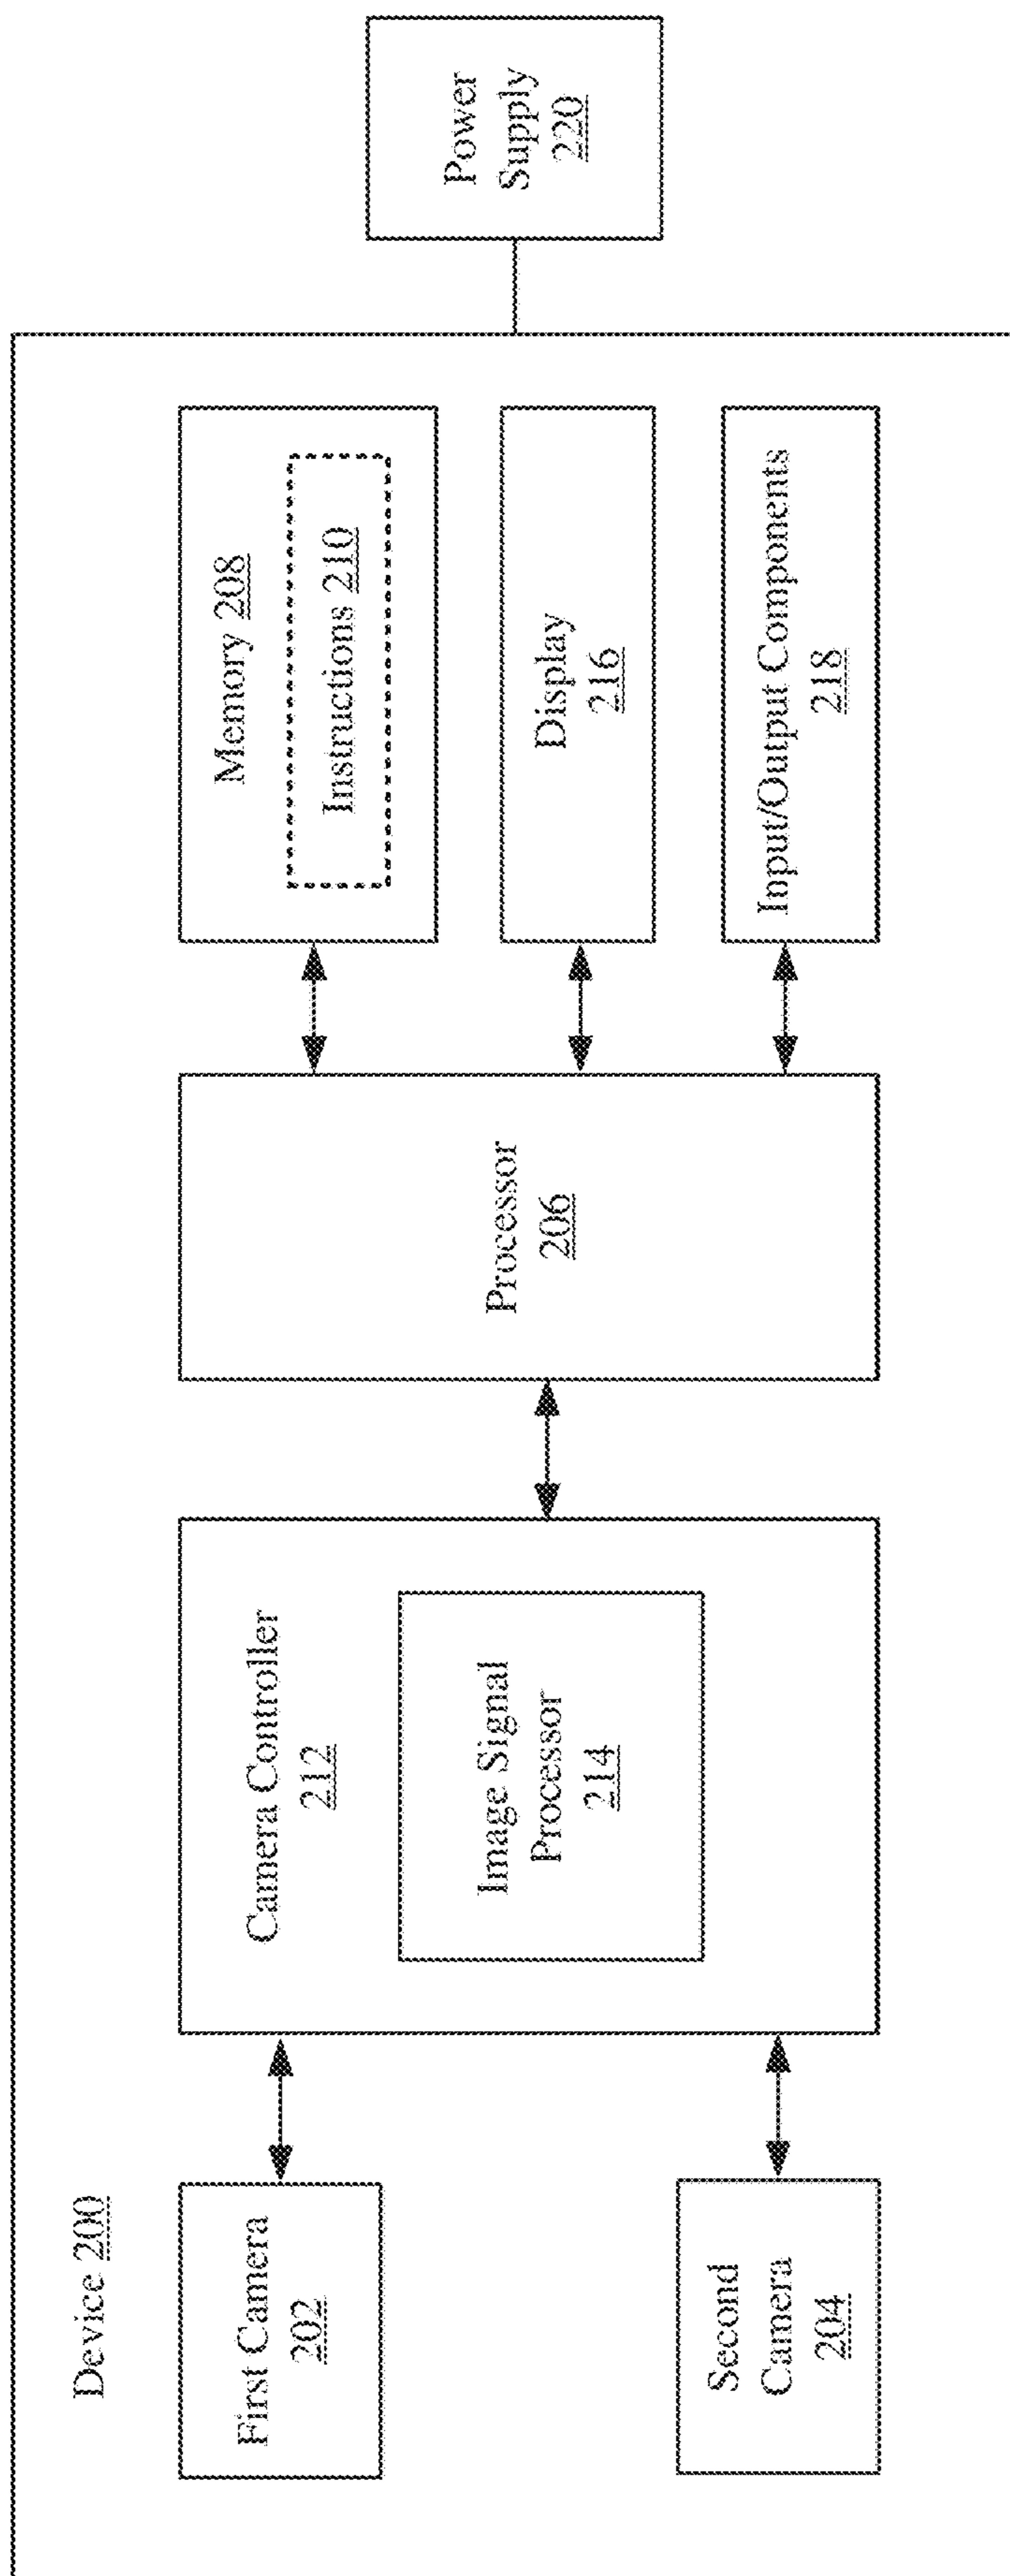 Device 200
First Camera
202
Second
Camera
204
Camera Controller
212
Image Signal
Processor
214
Processor
206
Memory 208
Instructions 210
Display
216
Input/Output Components
218
Power
Supply
220